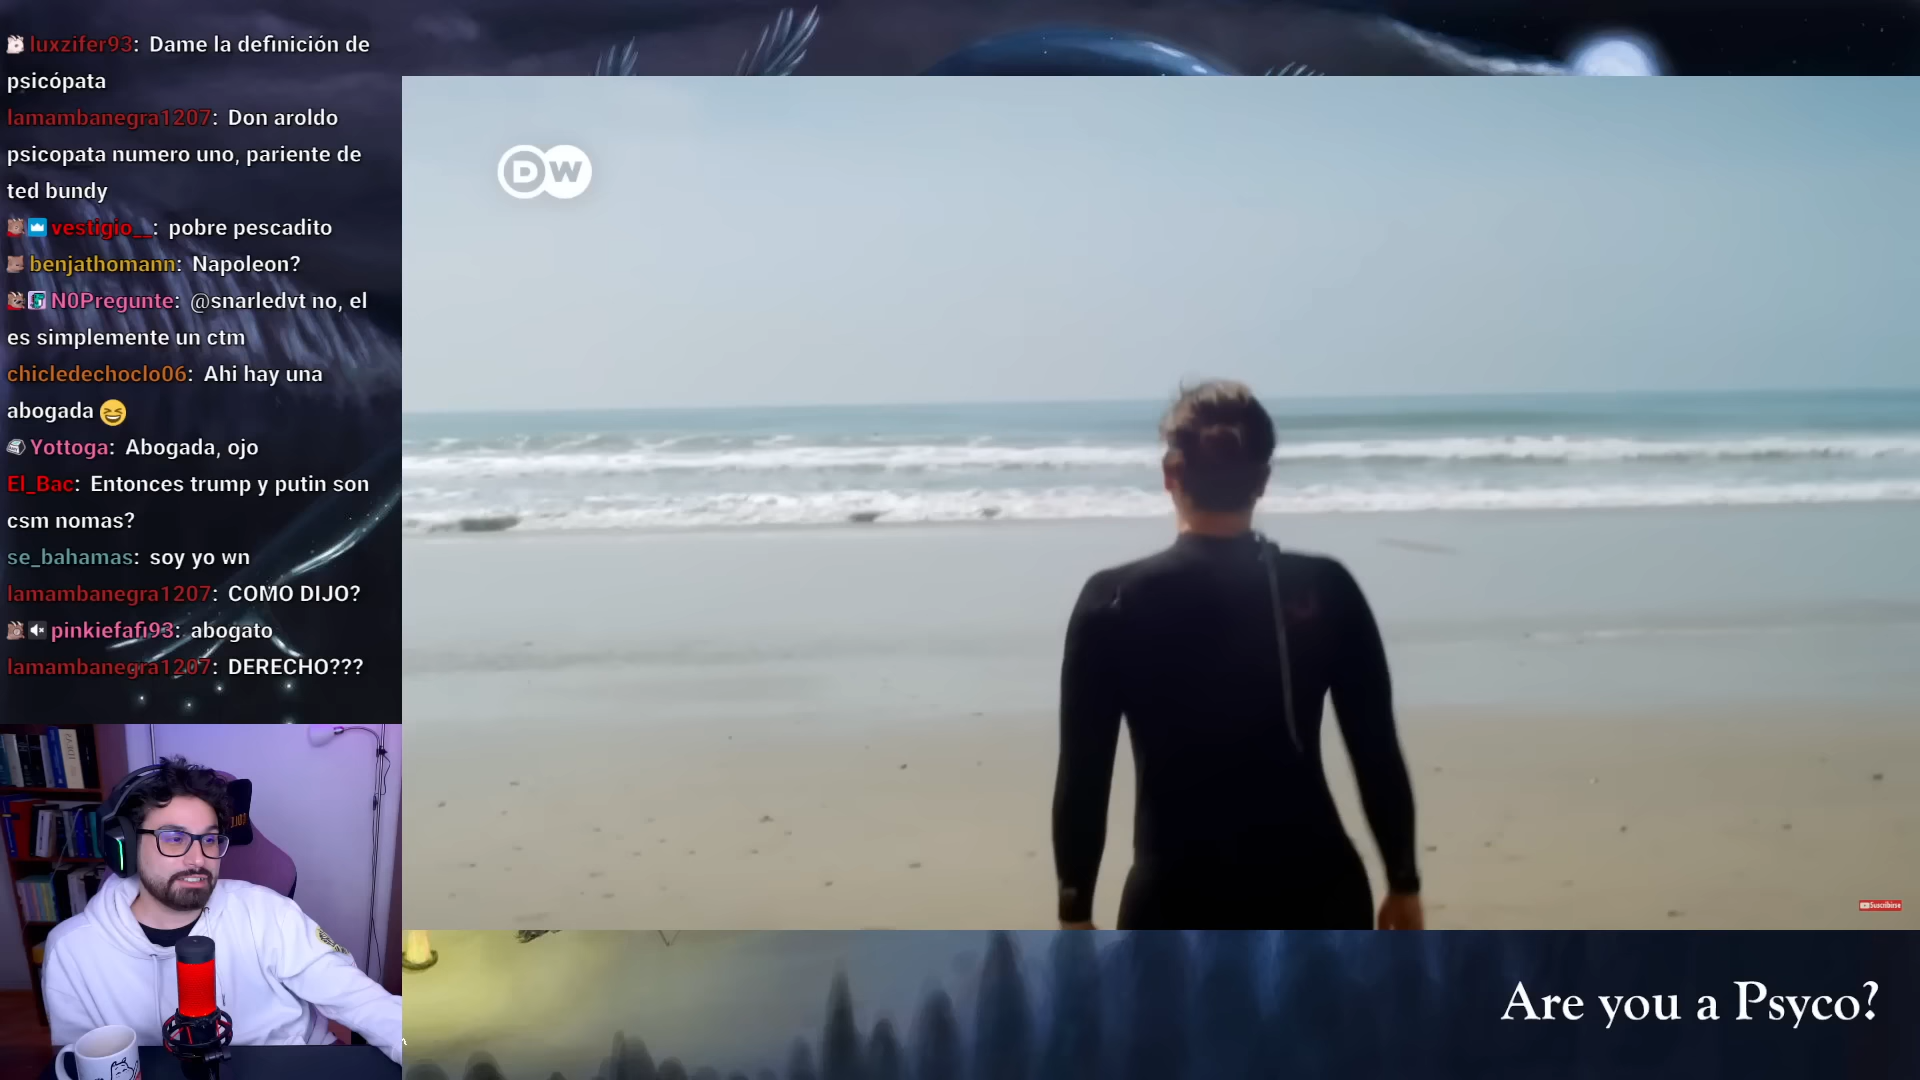 luxzifer93: Dame la definición de
psicópata
lamambanegra1207: Don aroldo
psicopata numero uno, pariente de
ted bundy
vestigio__: pobre pescadito
benjathomann: Napoleon?
N0Pregunte: @snarledvt no, el
es simplemente un ctm
chicledechoclo06: Ahi hay una
abogada 😆
Yottoga: Abogada, ojo
El_Bac: Entonces trump y putin son
csm nomas?
se_bahamas: soy yo wn
lamambanegra1207: COMO DIJO?
pinkiefafi93: abogato
lamambanegra1207: DERECHO???
DW
Suscribirse
Are you a Psyco?